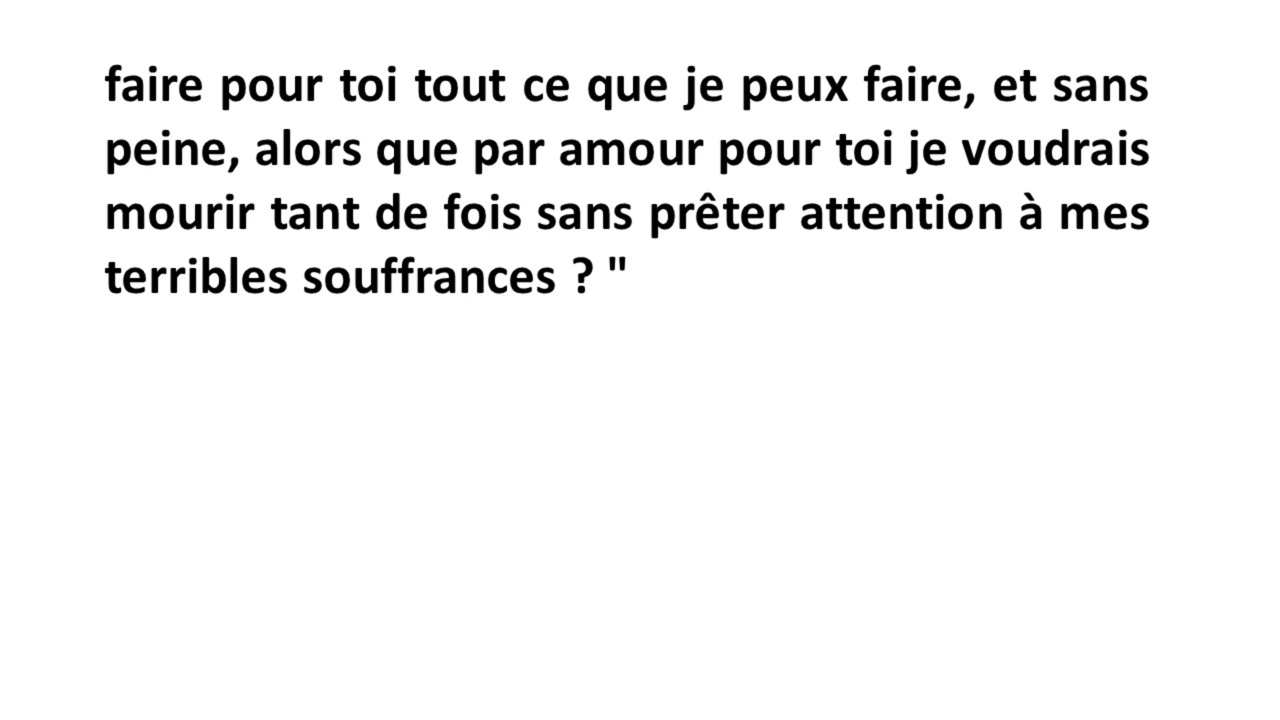 faire pour toi tout ce que je peux faire, et sans
peine, alors que par amour pour toi je voudrais
mourir tant de fois sans prêter attention à mes
terribles souffrances ? "